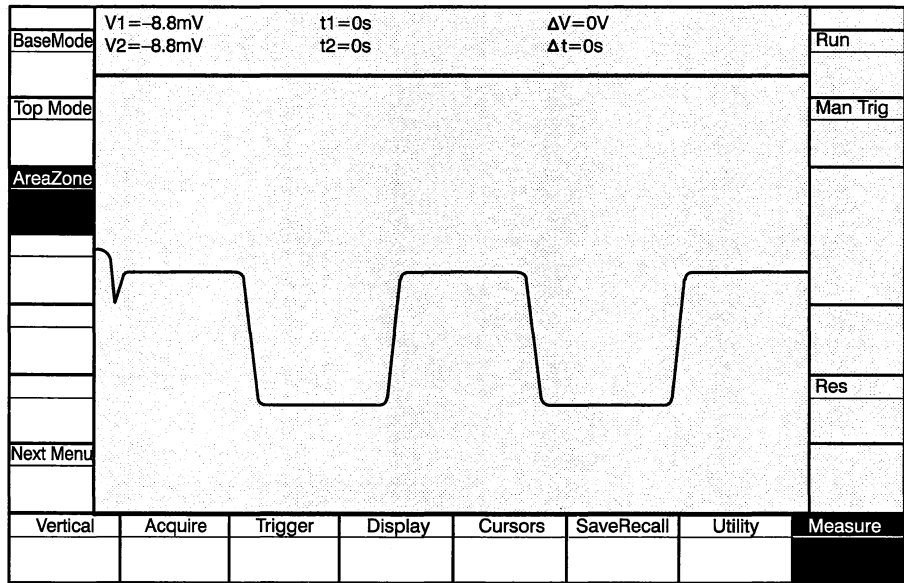 V1=–8.8mV t1=0s ΔV=0V
V2=–8.8mV t2=0s Δt=0s
BaseMode
Top Mode
AreaZone
Next Menu
Run
Man Trig
Res
Vertical Acquire Trigger Display Cursors SaveRecall Utility Measure